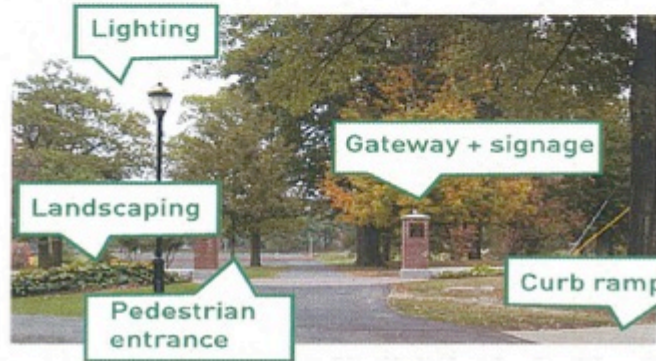 Lighting
Gateway + signage
Landscaping
Pedestrian
entrance
Curb ramp